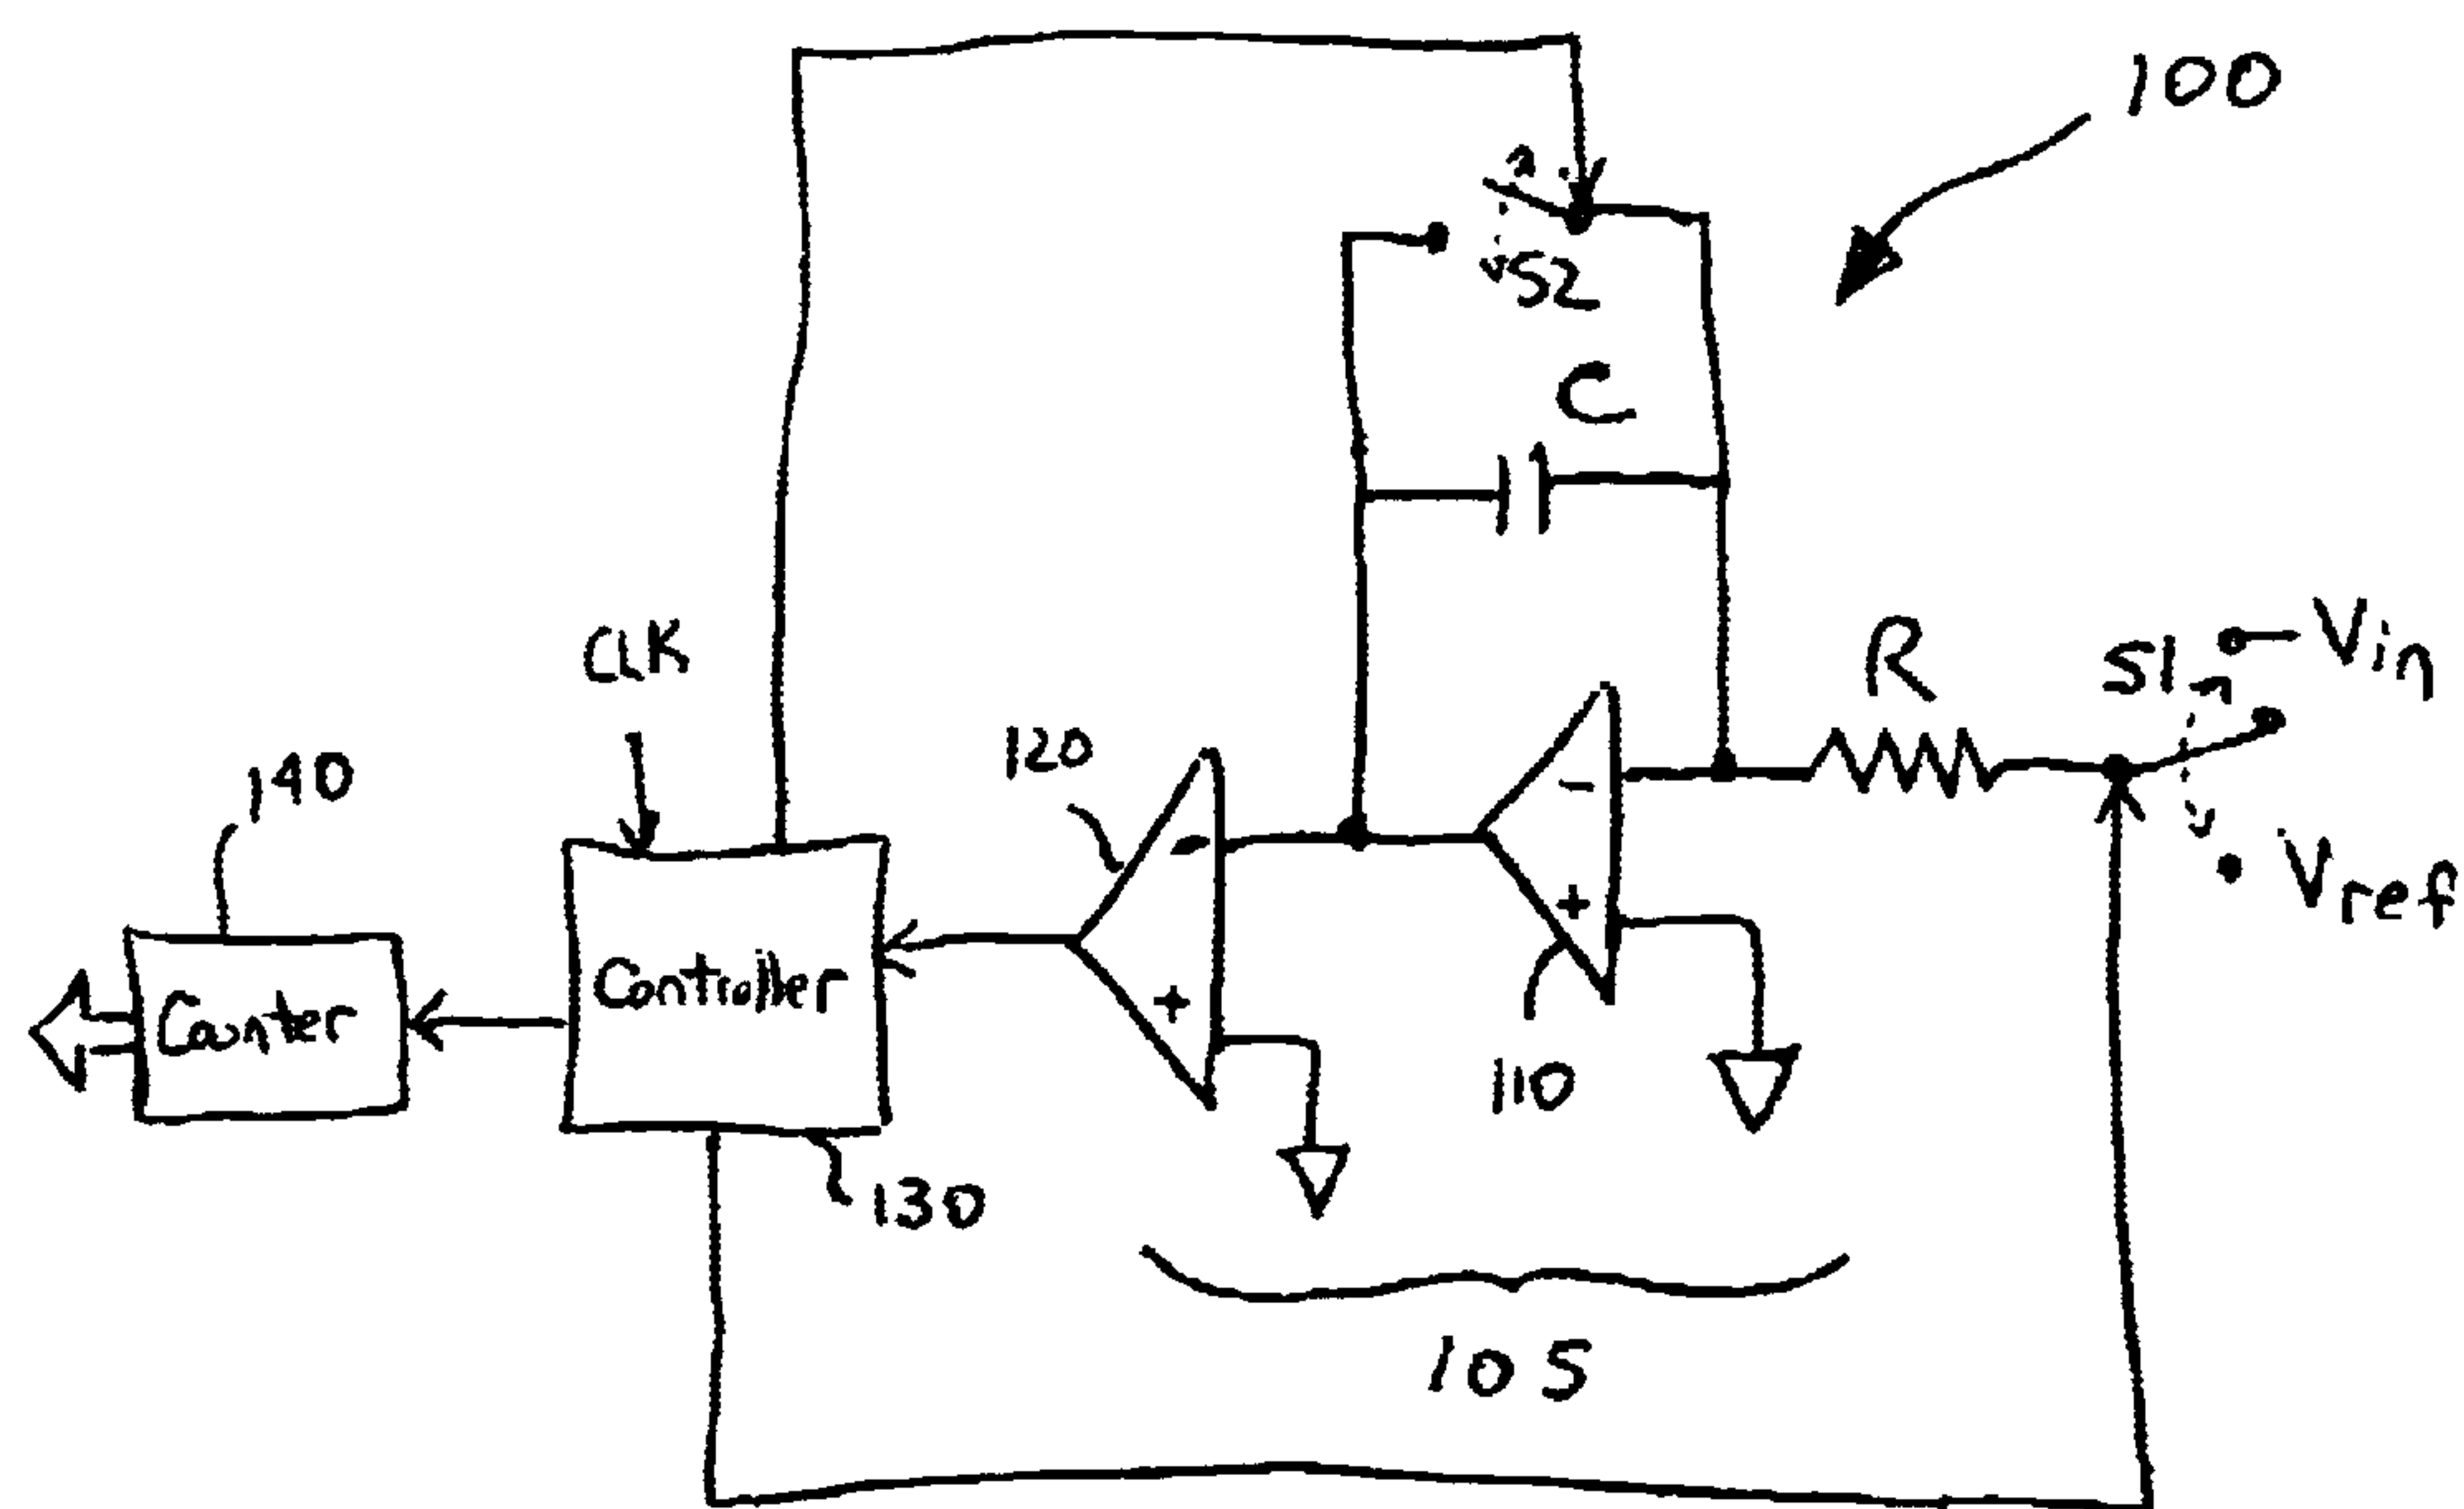 100
S2
C
CLK
R
S1
Vin
120
140
-
-
Vref
+
Controller
+
Counter
110
130
105